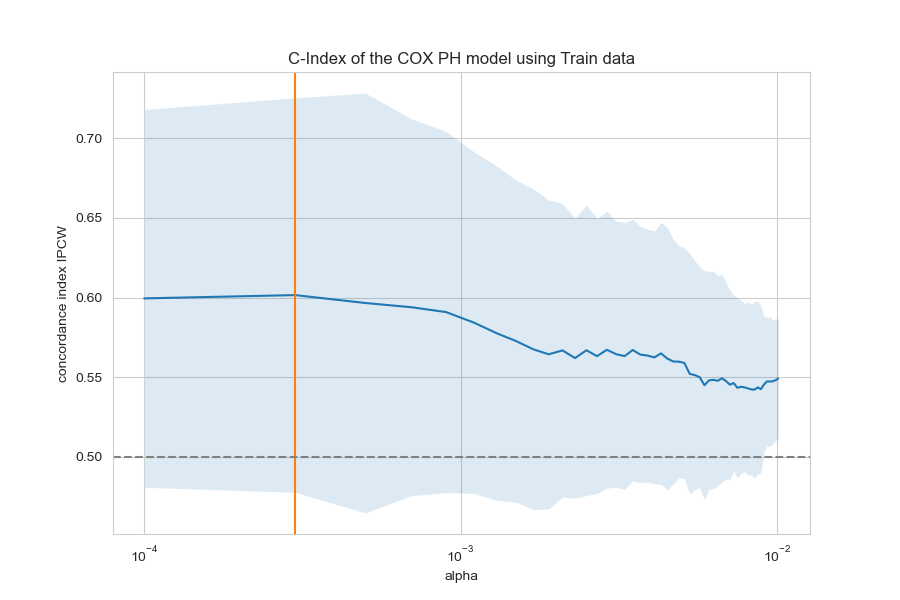 C-Index of the COX PH model using Train data
concordance index IPCW
0.70
0.65
0.60
0.55
0.50
10⁻⁴
10⁻³
10⁻²
alpha